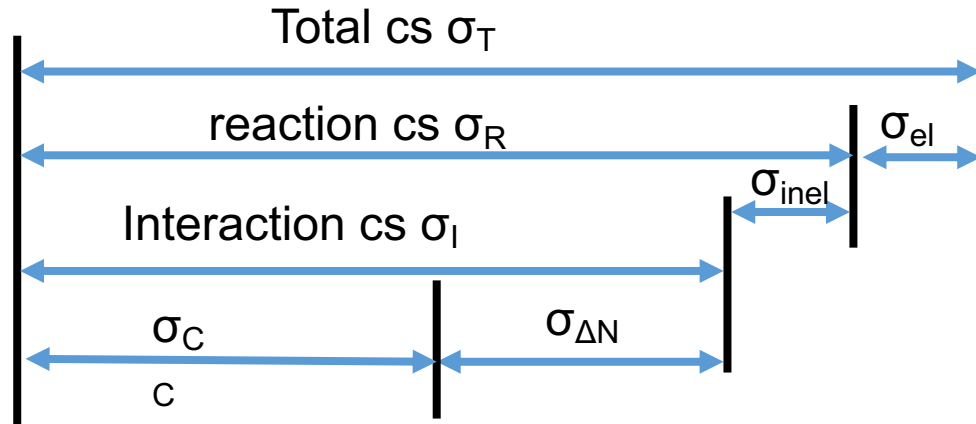 Total cs σT
reaction cs σR
σel
σinel
Interaction cs σI
σC
C
σΔN